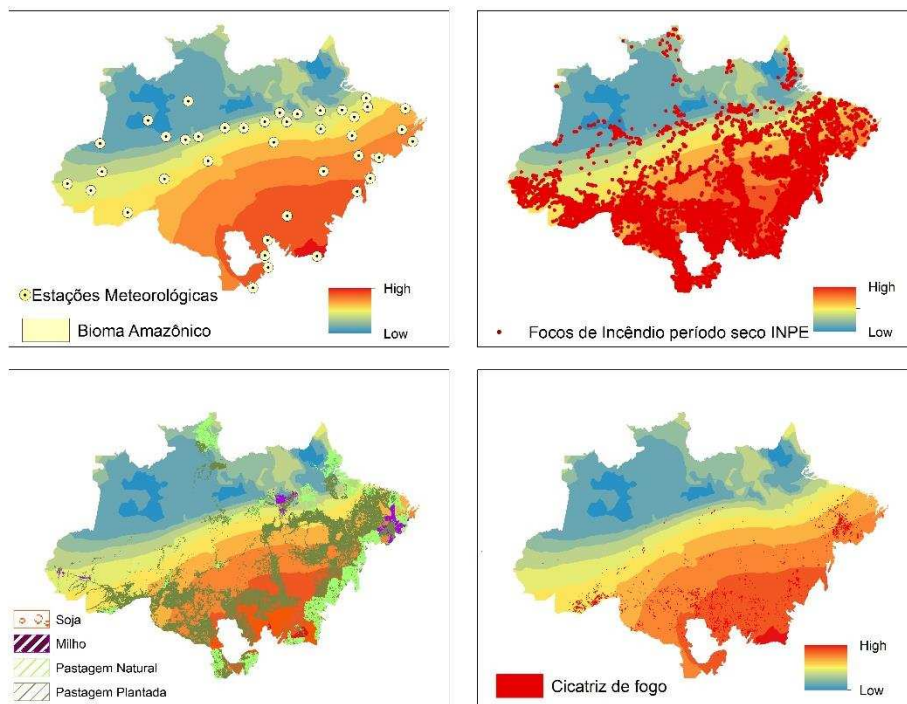 Estações Meteorológicas
Bioma Amazônico
High
Low
Focos de Incêndio período seco INPE
High
Low
Soja
Milho
Pastagem Natural
Pastagem Plantada
Cicatriz de fogo
High
Low